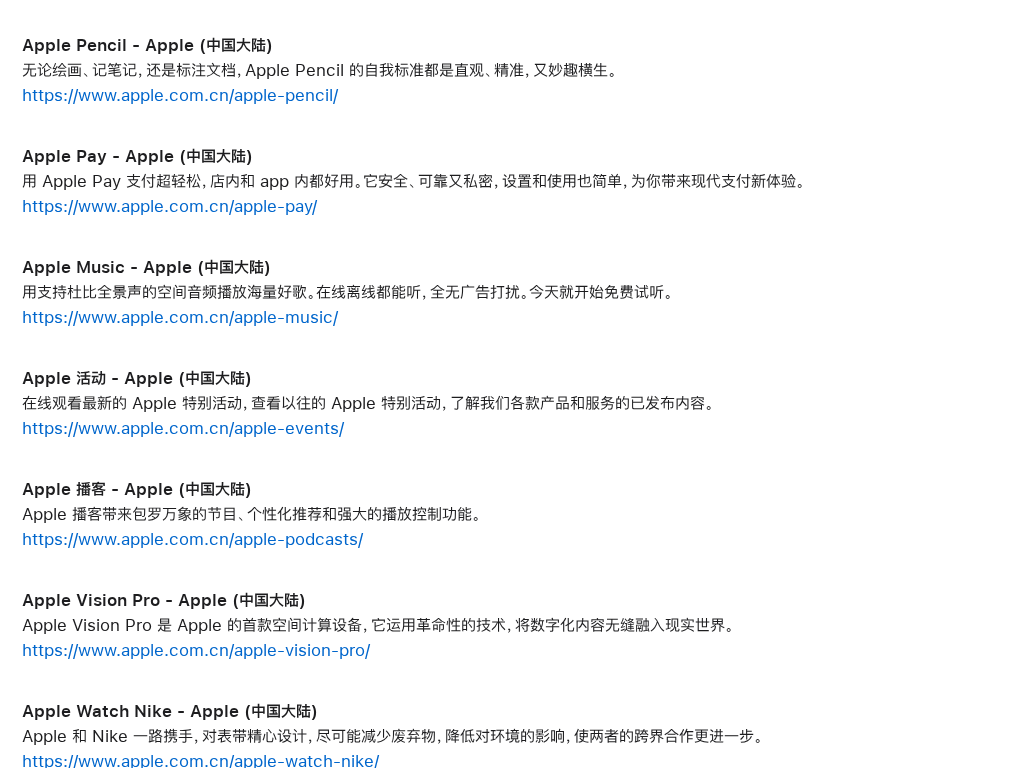 Apple Pencil - Apple (中国大陆)
无论绘画、记笔记，还是标注文档，Apple Pencil 的自我标准都是直观、精准，又妙趣横生。
https://www.apple.com.cn/apple-pencil/
Apple Pay - Apple (中国大陆)
用 Apple Pay 支付超轻松，店内和 app 内都好用。它安全、可靠又私密，设置和使用也简单，为你带来现代支付新体验。
https://www.apple.com.cn/apple-pay/
Apple Music - Apple (中国大陆)
用支持杜比全景声的空间音频播放海量好歌。在线离线都能听，全无广告打扰。今天就开始免费试听。
https://www.apple.com.cn/apple-music/
Apple 活动 - Apple (中国大陆)
在线观看最新的 Apple 特别活动，查看以往的 Apple 特别活动，了解我们各款产品和服务的已发布内容。
https://www.apple.com.cn/apple-events/
Apple 播客 - Apple (中国大陆)
Apple 播客带来包罗万象的节目、个性化推荐和强大的播放控制功能。
https://www.apple.com.cn/apple-podcasts/
Apple Vision Pro - Apple (中国大陆)
Apple Vision Pro 是 Apple 的首款空间计算设备，它运用革命性的技术，将数字化内容无缝融入现实世界。
https://www.apple.com.cn/apple-vision-pro/
Apple Watch Nike - Apple (中国大陆)
Apple 和 Nike 一路携手，对表带精心设计，尽可能减少废弃物，降低对环境的影响，使两者的跨界合作更进一步。
https://www.apple.com.cn/apple-watch-nike/